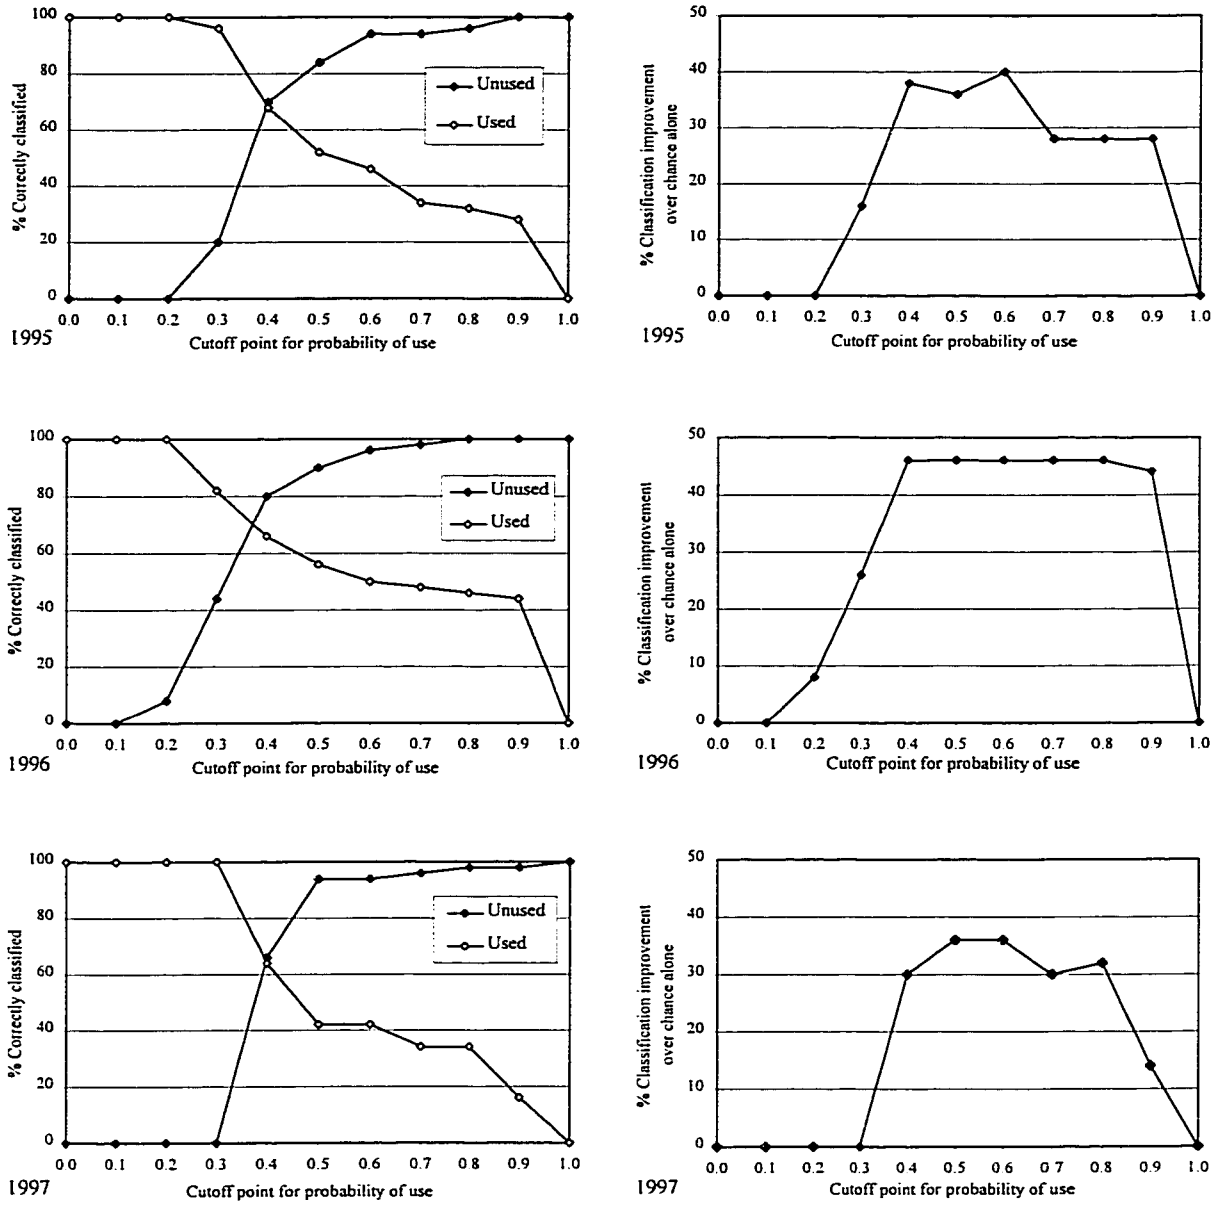 100
80
60
40
20
0
% Correctly classified
Unused
Used
0.0 0.1 0.2 0.3 0.4 0.5 0.6 0.7 0.8 0.9 1.0
1995
Cutoff point for probability of use
50
40
30
20
10
0
% Classification improvement
over chance alone
0.0 0.1 0.2 0.3 0.4 0.5 0.6 0.7 0.8 0.9 1.0
1995
Cutoff point for probability of use
100
80
60
40
20
0
% Correctly classified
Unused
Used
0.0 0.1 0.2 0.3 0.4 0.5 0.6 0.7 0.8 0.9 1.0
1996
Cutoff point for probability of use
50
40
30
20
10
0
% Classification improvement
over chance alone
0.0 0.1 0.2 0.3 0.4 0.5 0.6 0.7 0.8 0.9 1.0
1996
Cutoff point for probability of use
100
80
60
40
20
0
% Correctly classified
Unused
Used
0.0 0.1 0.2 0.3 0.4 0.5 0.6 0.7 0.8 0.9 1.0
1997
Cutoff point for probability of use
50
40
30
20
10
0
% Classification improvement
over chance alone
0.0 0.1 0.2 0.3 0.4 0.5 0.6 0.7 0.8 0.9 1.0
1997
Cutoff point for probability of use